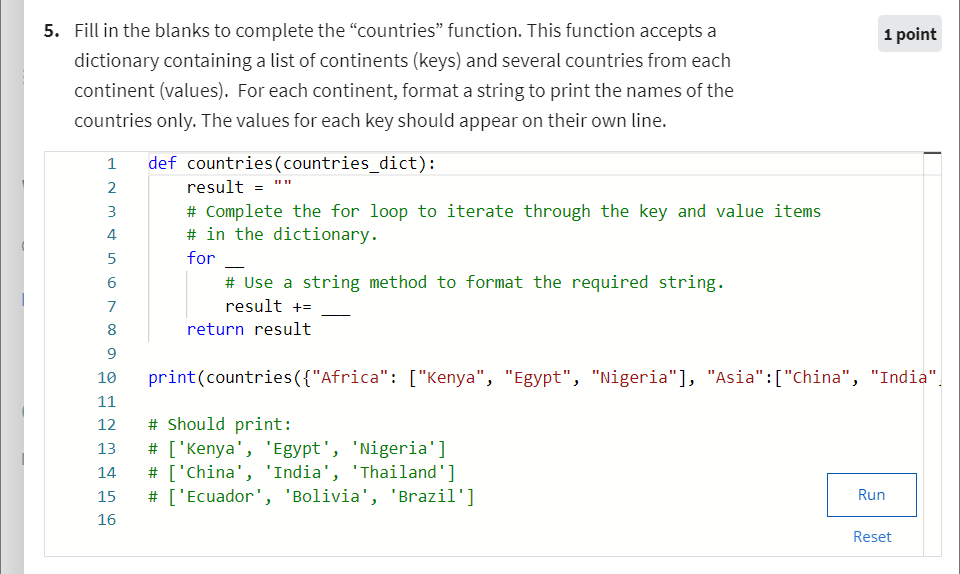 5. Fill in the blanks to complete the “countries” function. This function accepts a
1 point
dictionary containing a list of continents (keys) and several countries from each
continent (values).  For each continent, format a string to print the names of the
countries only. The values for each key should appear on their own line.
1 def countries(countries_dict):
2     result = ""
3     # Complete the for loop to iterate through the key and value items
4     # in the dictionary.
5     for __
6         # Use a string method to format the required string.
7         result += ___
8     return result
9
10 print(countries({"Africa": ["Kenya", "Egypt", "Nigeria"], "Asia":["China", "India",
11
12 # Should print:
13 # ['Kenya', 'Egypt', 'Nigeria']
14 # ['China', 'India', 'Thailand']
15 # ['Ecuador', 'Bolivia', 'Brazil']
16
Run
Reset